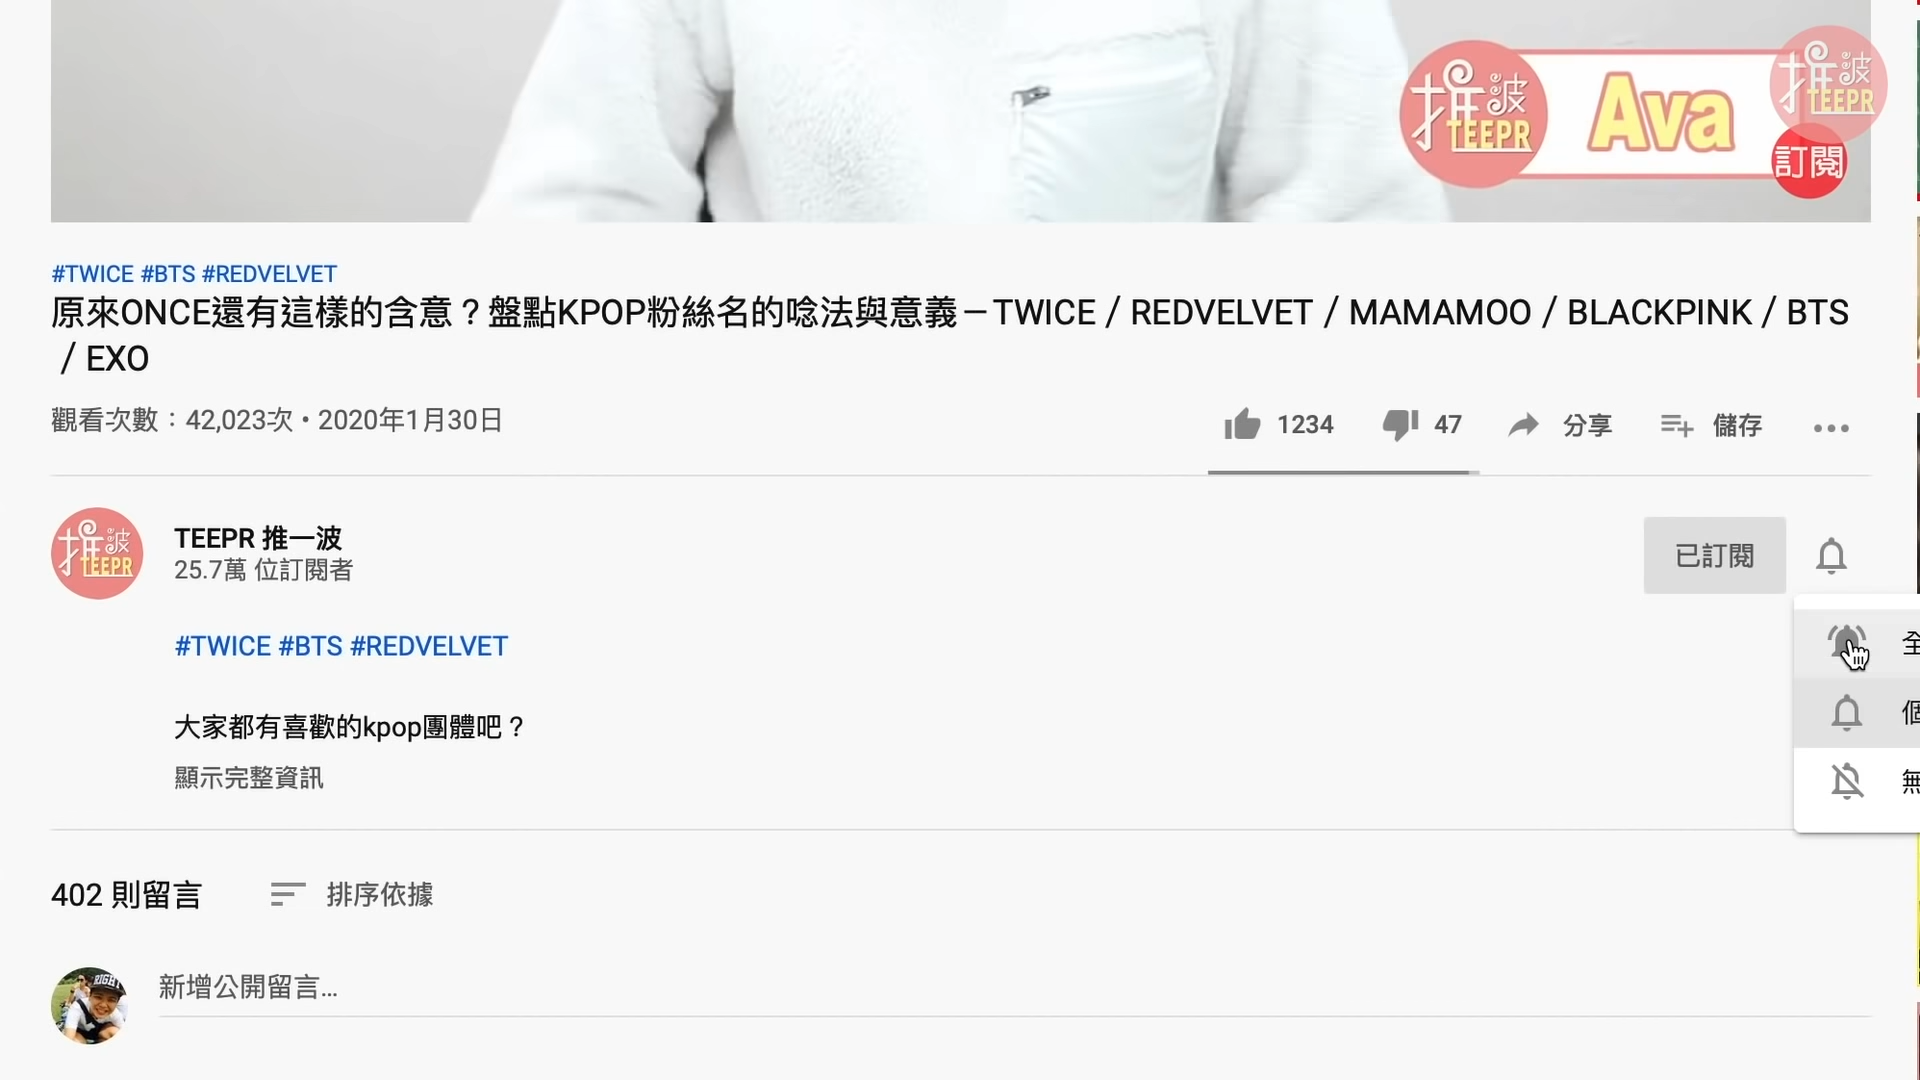 推波
TEEPR
Ava
推波
TEEPR
訂閱
#TWICE #BTS #REDVELVET
原來ONCE還有這樣的含意？盤點KPOP粉絲名的唸法與意義－TWICE / REDVELVET / MAMAMOO / BLACKPINK / BTS
/ EXO
觀看次數：42,023次 • 2020年1月30日
1234
47
分享
儲存
推波
TEEPR
TEEPR 推一波
25.7萬 位訂閱者
已訂閱
#TWICE #BTS #REDVELVET
全
個
無
大家都有喜歡的kpop團體吧？
顯示完整資訊
402 則留言
排序依據
RIGHT
新增公開留言...